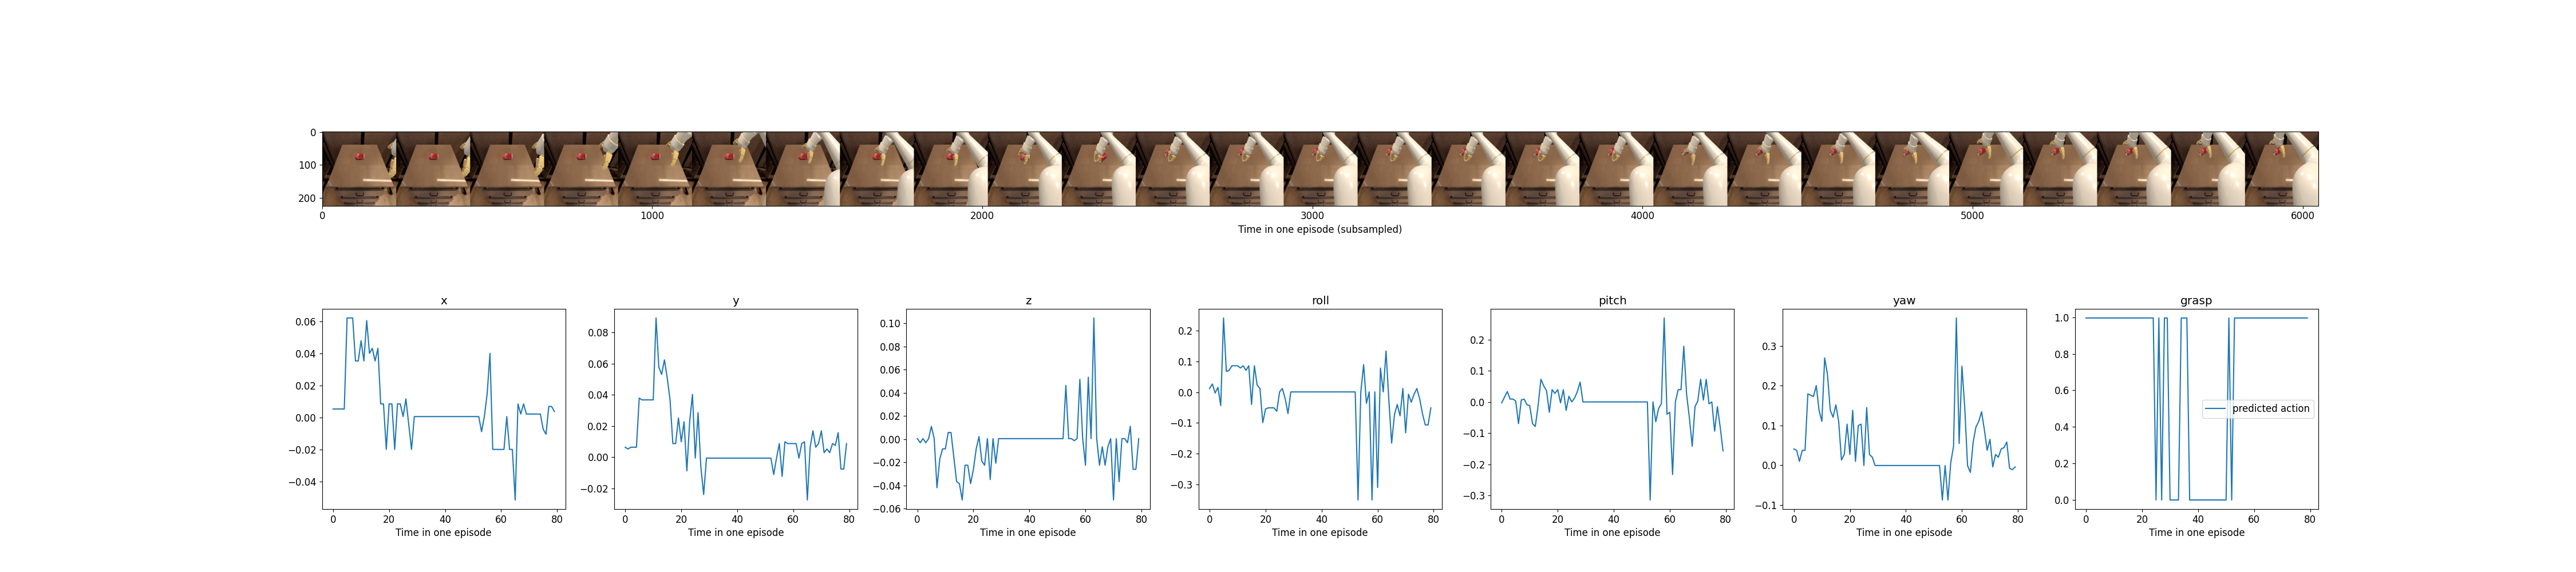 0
100
200
0 1000 2000 3000 4000 5000 6000
Time in one episode (subsampled)
x
0.06
0.04
0.02
0.00
−0.02
−0.04
0 20 40 60 80
Time in one episode
y
0.08
0.06
0.04
0.02
0.00
−0.02
0 20 40 60 80
Time in one episode
z
0.10
0.08
0.06
0.04
0.02
0.00
−0.02
−0.04
−0.06
0 20 40 60 80
Time in one episode
roll
0.2
0.1
0.0
−0.1
−0.2
−0.3
0 20 40 60 80
Time in one episode
pitch
0.2
0.1
0.0
−0.1
−0.2
−0.3
0 20 40 60 80
Time in one episode
yaw
0.3
0.2
0.1
0.0
−0.1
0 20 40 60 80
Time in one episode
grasp
1.0
0.8
0.6
0.4
0.2
0.0
predicted action
0 20 40 60 80
Time in one episode